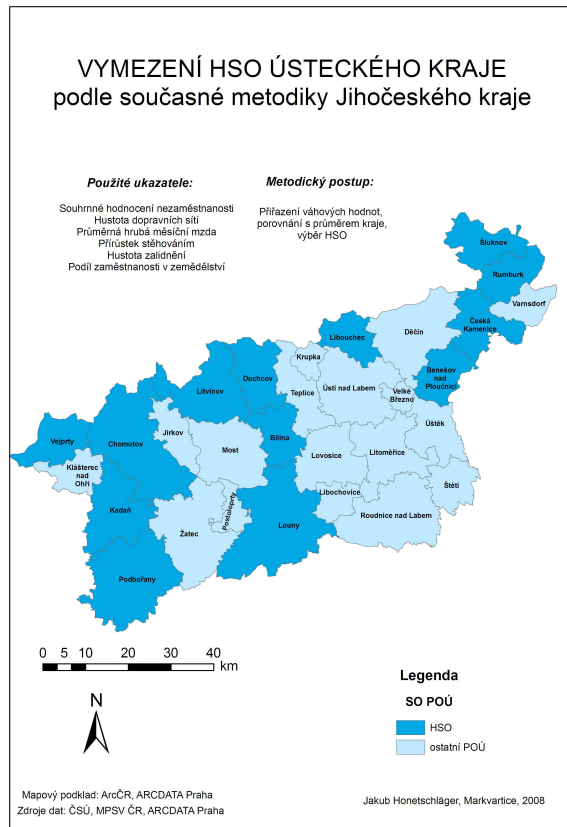 VYMEZENÍ HSO ÚSTECKÉHO KRAJE
podle současné metodiky Jihočeského kraje
Použité ukazatele:
Souhrnné hodnocení nezaměstnanosti
Hustota dopravních sítí
Průměrná hrubá měsíční mzda
Přírůstek stěhováním
Hustota zalidnění
Podíl zaměstnanosti v zemědělství
Metodický postup:
Přiřazení váhových hodnot,
porovnání s průměrem kraje,
výběr HSO
Šluknov
Rumburk
Varnsdorf
Česká
Kamenice
Děčín
Libouchec
Benešov
nad
Ploučnicí
Krupka
Teplice
Ústí nad Labem
Velké
Březno
Duchcov
Litvínov
Bílina
Úštěk
Jirkov
Most
Lovosice
Litoměřice
Vejprty
Chomutov
Klášterec
nad
Ohří
Štětí
Libochovice
Roudnice nad Labem
Kadaň
Postoloprty
Žatec
Louny
Podbořany
0 5 10 20 30 40
km
N
Legenda
SO POÚ
HSO
ostatní POÚ
Mapový podklad: ArcČR, ARCDATA Praha
Zdroje dat: ČSÚ, MPSV ČR, ARCDATA Praha
Jakub Honetschläger, Markvartice, 2008